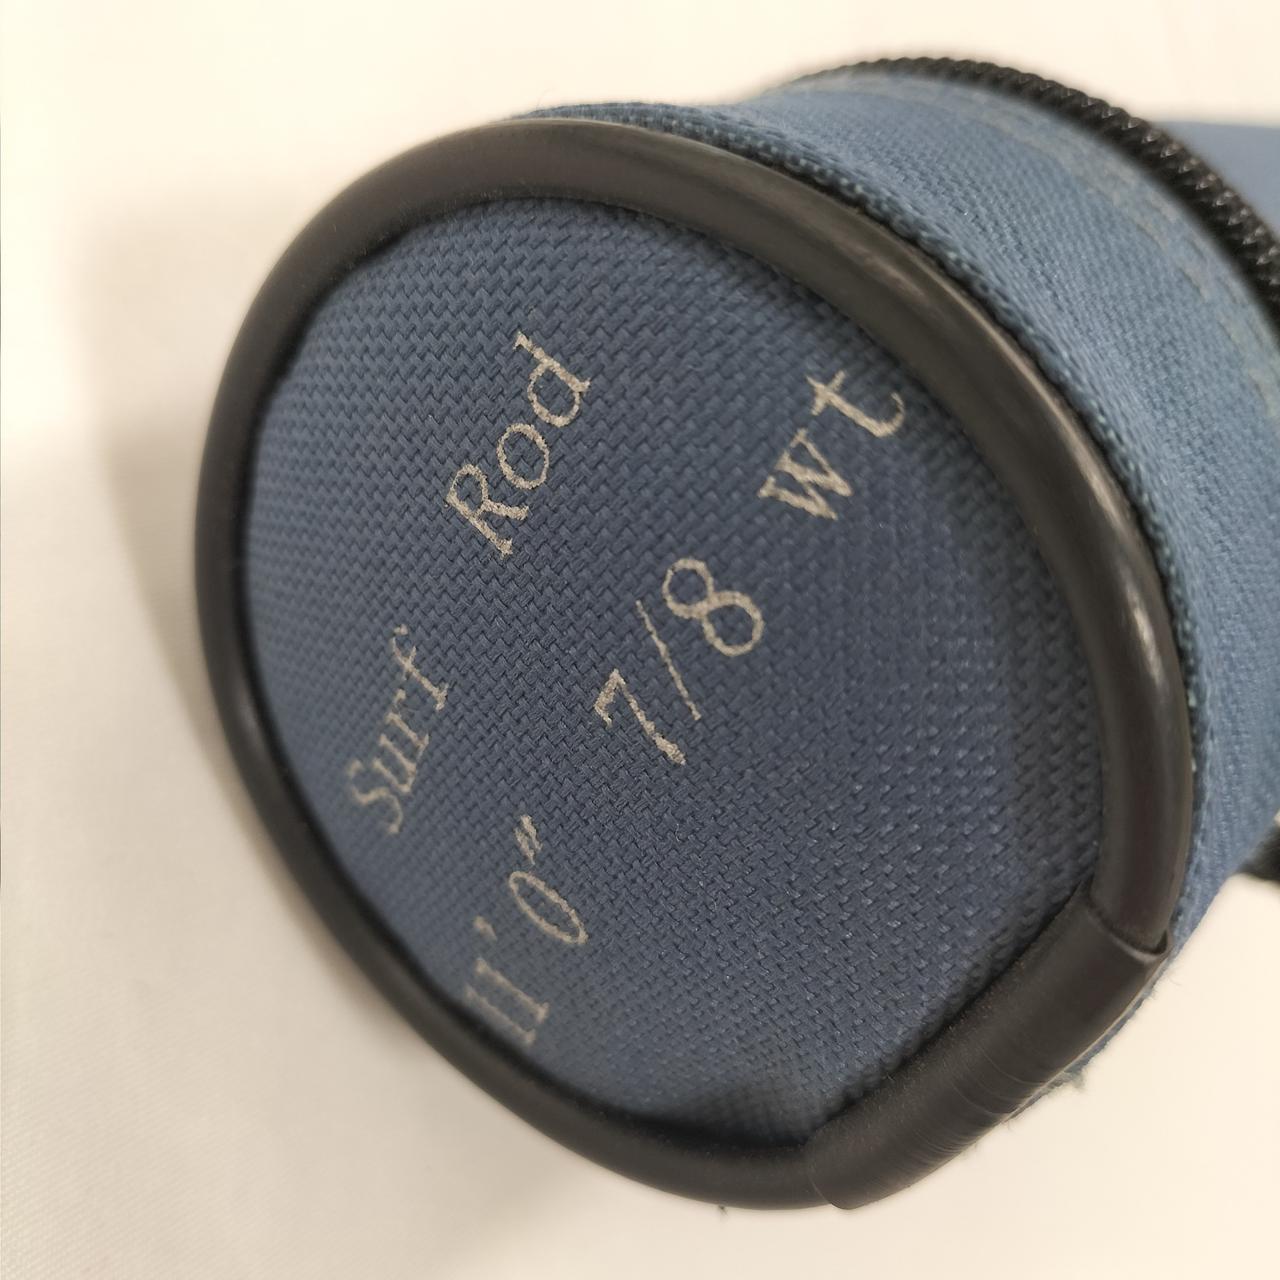 Surf Rod
11'0" 7/8 wt